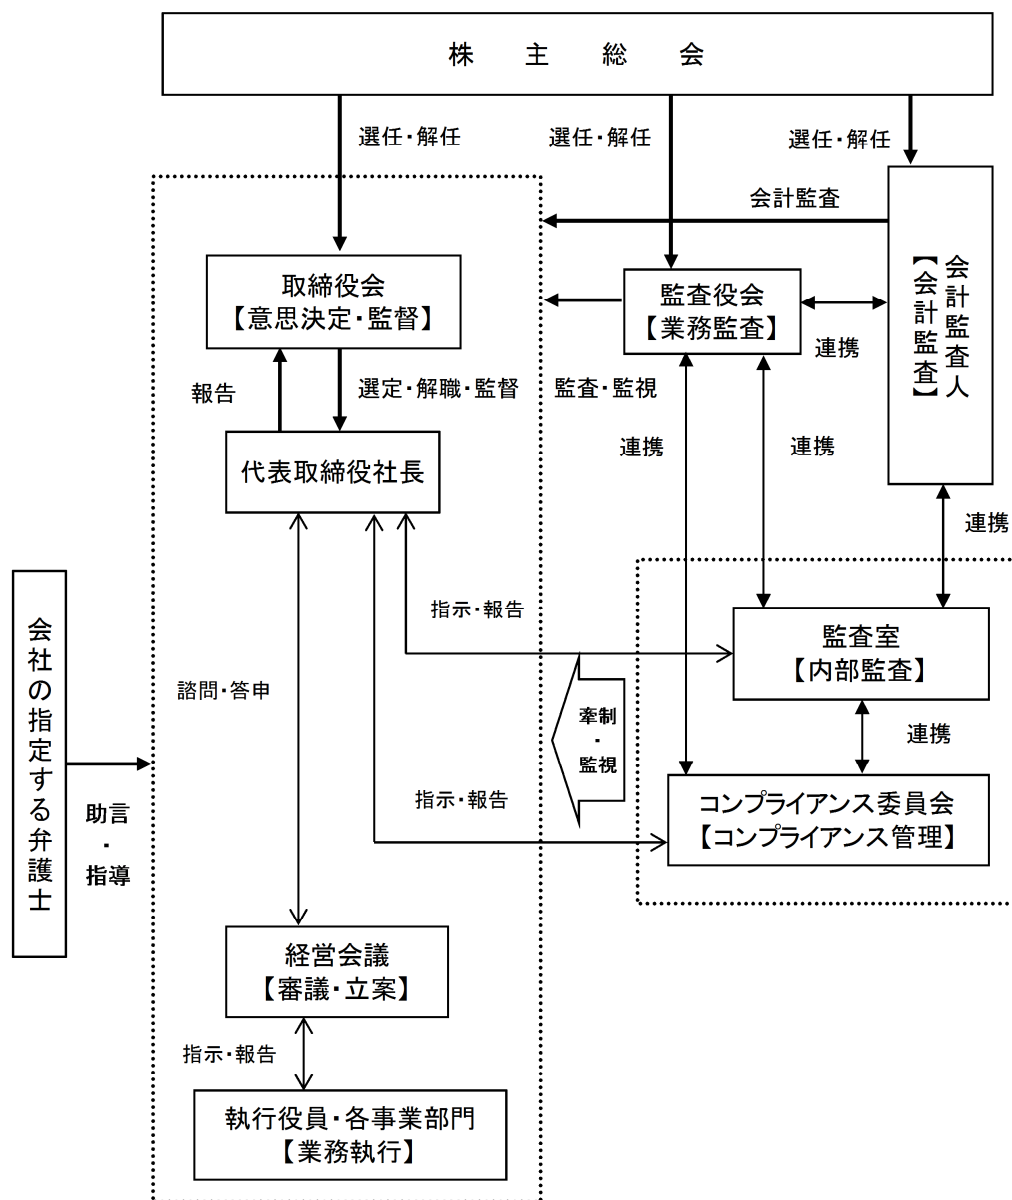 株主総会
選任・解任
選任・解任
選任・解任
会計監査
取締役会
【意思決定・監督】
監査役会
【業務監査】
会計監査人
【会計監査】
連携
報告
選定・解職・監督
監査・監視
連携
連携
代表取締役社長
連携
会社の指定する弁護士
助言
・
指導
指示・報告
監査室
【内部監査】
諮問・答申
牽制
・
監視
連携
指示・報告
コンプライアンス委員会
【コンプライアンス管理】
経営会議
【審議・立案】
指示・報告
執行役員・各事業部門
【業務執行】